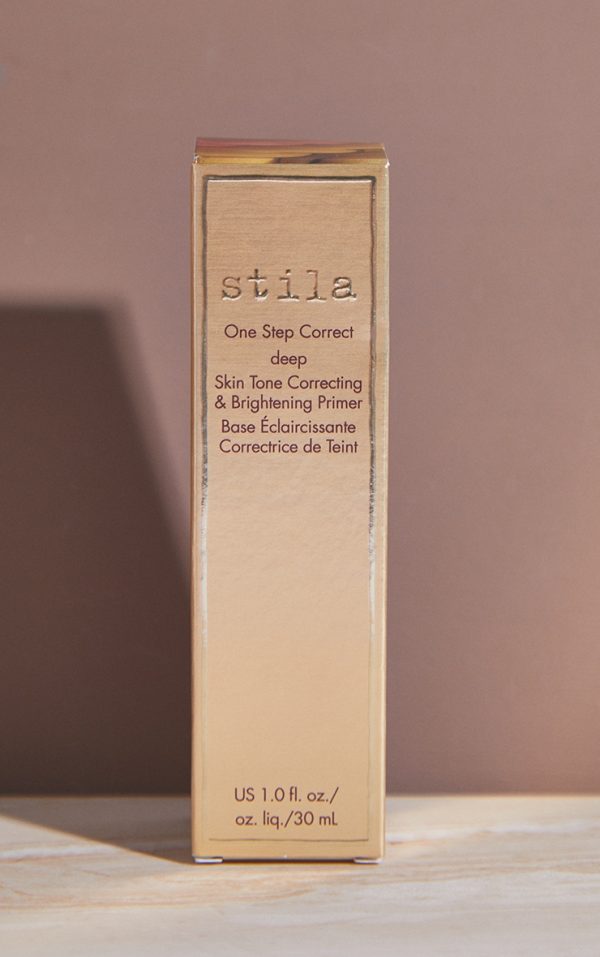 stila
One Step Correct
deep
Skin Tone Correcting
& Brightening Primer
Base Éclaircissante
Correctrice de Teint
US 1.0 fl. oz./
oz. liq./30 mL